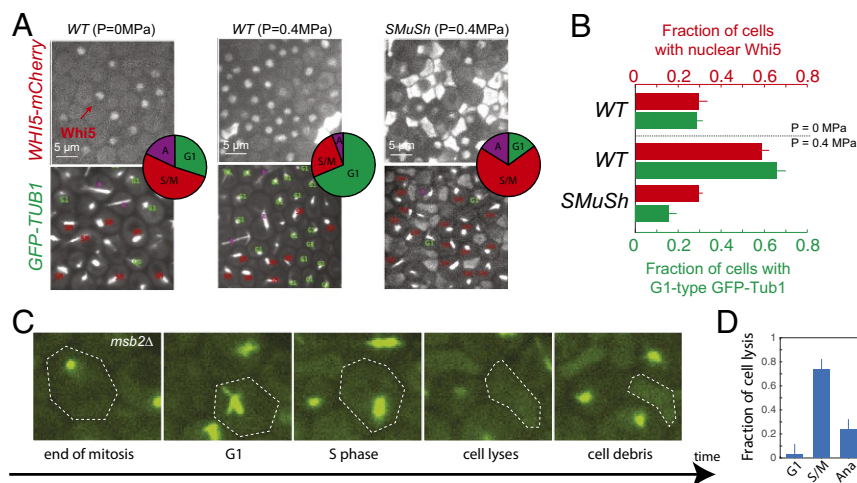 A
WT (P=0MPa)
WT (P=0.4MPa)
SMuSh (P=0.4MPa)
WHI5-mCherry
Whi5
5 μm
5 μm
5 μm
A
G1
S/M
A
S/M
G1
A
G1
S/M
GFP-TUB1
B
Fraction of cells
with nuclear Whi5
0 0.2 0.4 0.6 0.8
WT
P = 0 MPa
P = 0.4 MPa
WT
SMuSh
0 0.2 0.4 0.6 0.8
Fraction of cells with
G1-type GFP-Tub1
C
msb2Δ
end of mitosis
G1
S phase
cell lyses
cell debris
time
D
Fraction of cell lysis
1
0.8
0.6
0.4
0.2
0
G1
S/M
Ana